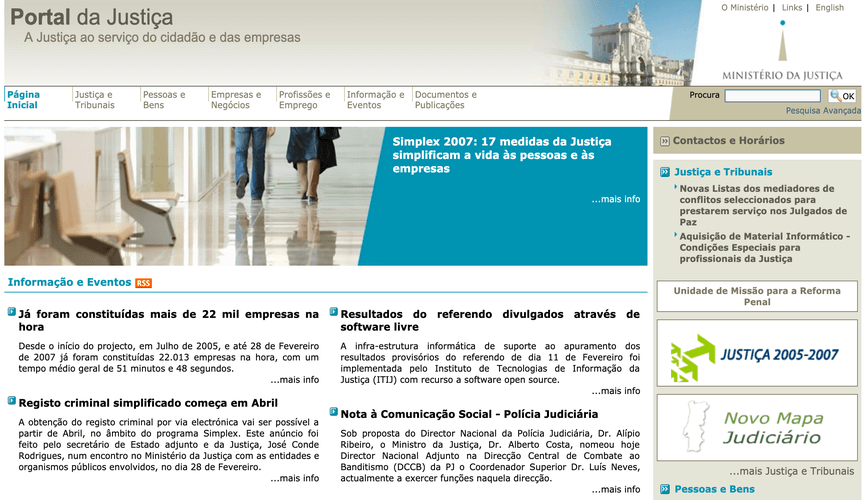 Portal da Justiça
A Justiça ao serviço do cidadão e das empresas
O Ministério | Links | English
MINISTÉRIO DA JUSTIÇA
Página
Inicial
Justiça e
Tribunais
Pessoas e
Bens
Empresas e
Negócios
Profissões e
Emprego
Informação e
Eventos
Documentos e
Publicações
Procura
OK
Pesquisa Avançada
Simplex 2007: 17 medidas da Justiça
simplificam a vida às pessoas e às
empresas
...mais info
Informação e Eventos RSS
Já foram constituídas mais de 22 mil empresas na
hora
Desde o início do projecto, em Julho de 2005, e até 28 de Fevereiro
de 2007 já foram constituídas 22.013 empresas na hora, com um
tempo médio geral de 51 minutos e 48 segundos.
...mais info
Registo criminal simplificado começa em Abril
A obtenção do registo criminal por via electrónica vai ser possível a
partir de Abril, no âmbito do programa Simplex. Este anúncio foi
feito pelo secretário de Estado adjunto e da Justiça, José Conde
Rodrigues, num encontro no Ministério da Justiça com as entidades e
organismos públicos envolvidos, no dia 28 de Fevereiro.
...mais info
Resultados do referendo divulgados através de
software livre
A infra-estrutura informática de suporte ao apuramento dos
resultados provisórios do referendo de dia 11 de Fevereiro foi
implementada pelo Instituto de Tecnologias de Informação da
Justiça (ITIJ) com recurso a software open source.
...mais info
Nota à Comunicação Social - Polícia Judiciária
Sob proposta do Director Nacional da Polícia Judiciária, Dr. Alípio
Ribeiro, o Ministro da Justiça, Dr. Alberto Costa, nomeou hoje
Director Nacional Adjunto na Direcção Central de Combate ao
Banditismo (DCCB) da PJ o Coordenador Superior Dr. Luís Neves,
actualmente a exercer funções naquela direcção.
...mais info
Contactos e Horários
Justiça e Tribunais
Novas Listas dos mediadores de
conflitos seleccionados para
prestarem serviço nos Julgados de
Paz
Aquisição de Material Informático -
Condições Especiais para
profissionais da Justiça
Unidade de Missão para a Reforma
Penal
JUSTIÇA 2005-2007
Novo Mapa
Judiciário
...mais Justiça e Tribunais
Pessoas e Bens